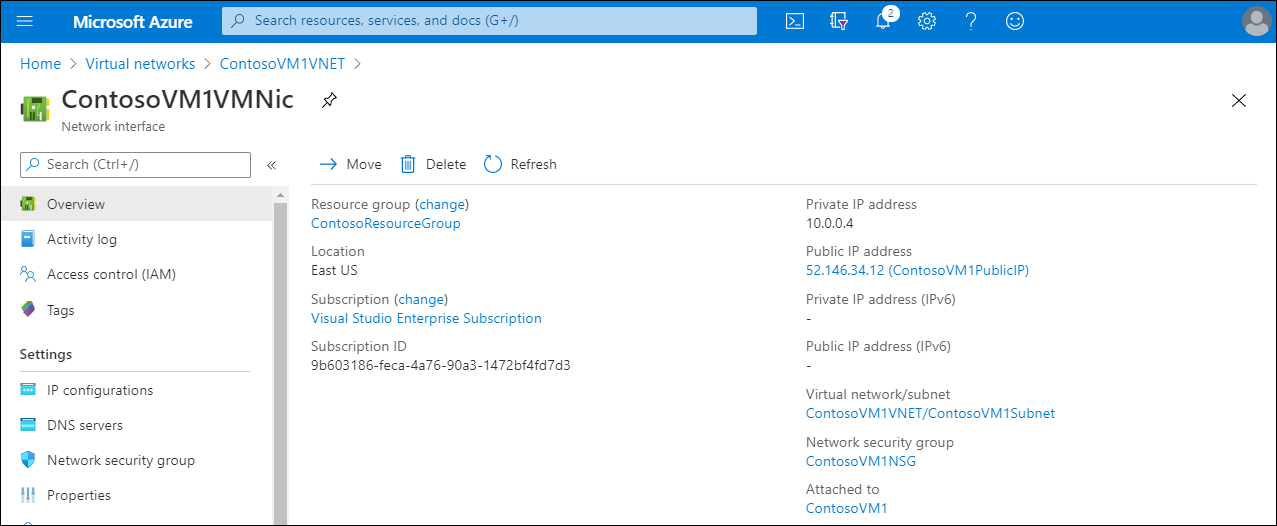 Microsoft Azure
Search resources, services, and docs (G+/)
2
Home > Virtual networks > ContosoVM1VNET >
ContosoVM1VMNic
Network interface
Search (Ctrl+/)
«
Overview
Activity log
Access control (IAM)
Tags
Settings
IP configurations
DNS servers
Network security group
Properties
Move Delete Refresh
Resource group (change)
ContosoResourceGroup
Location
East US
Subscription (change)
Visual Studio Enterprise Subscription
Subscription ID
9b603186-feca-4a76-90a3-1472bf4fd7d3
Private IP address
10.0.0.4
Public IP address
52.146.34.12 (ContosoVM1PublicIP)
Private IP address (IPv6)
-
Public IP address (IPv6)
-
Virtual network/subnet
ContosoVM1VNET/ContosoVM1Subnet
Network security group
ContosoVM1NSG
Attached to
ContosoVM1